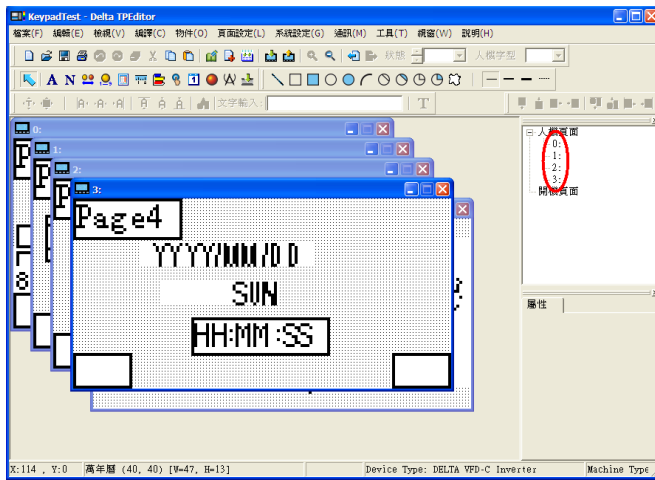 KeypadTest - Delta TPEditor
檔案(F) 編輯(E) 檢視(V) 編譯(C) 物件(O) 頁面設定(L) 系統設定(G) 通訊(M) 工具(T) 視窗(W) 說明(H)
狀態 人機字型
A N
文字輸入: T
0:
1:
2:
3:
Page4
YYYY/MM/DD
SUN
HH:MM:SS
人機頁面
0:
1:
2:
3:
開機頁面
屬性
X:114 , Y:0 萬年曆 (40, 40) [W=47, H=13] Device Type: DELTA VFD-C Inverter Machine Type